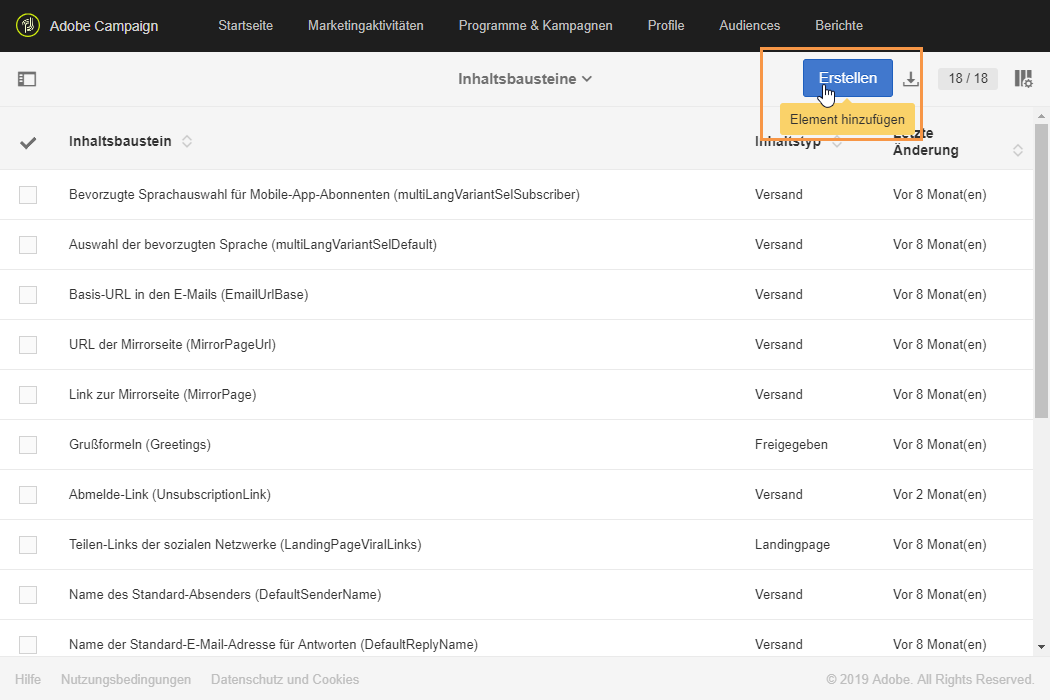 Adobe Campaign Startseite Marketingaktivitäten Programme & Kampagnen Profile Audiences Berichte
Inhaltsbausteine Erstellen 18 / 18
Element hinzufügen
Inhaltsbaustein Inhaltstyp Letzte
Änderung
Bevorzugte Sprachauswahl für Mobile-App-Abonnenten (multiLangVariantSelSubscriber) Versand Vor 8 Monat(en)
Auswahl der bevorzugten Sprache (multiLangVariantSelDefault) Versand Vor 8 Monat(en)
Basis-URL in den E-Mails (EmailUrlBase) Versand Vor 8 Monat(en)
URL der Mirrorseite (MirrorPageUrl) Versand Vor 8 Monat(en)
Link zur Mirrorseite (MirrorPage) Versand Vor 8 Monat(en)
Grußformeln (Greetings) Freigegeben Vor 8 Monat(en)
Abmelde-Link (UnsubscriptionLink) Versand Vor 2 Monat(en)
Teilen-Links der sozialen Netzwerke (LandingPageViralLinks) Landingpage Vor 8 Monat(en)
Name des Standard-Absenders (DefaultSenderName) Versand Vor 8 Monat(en)
Name der Standard-E-Mail-Adresse für Antworten (DefaultReplyName) Versand Vor 8 Monat(en)
Hilfe Nutzungsbedingungen Datenschutz und Cookies © 2019 Adobe. All Rights Reserved.